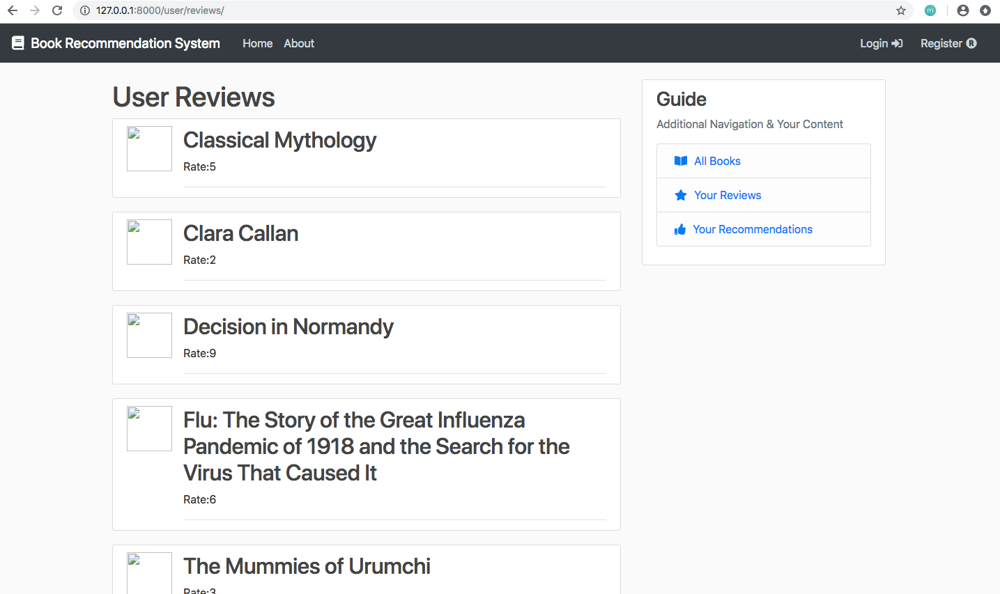 127.0.0.1:8000/user/reviews/
m
Book Recommendation System Home About Login Register R
User Reviews
Classical Mythology
Rate:5
Clara Callan
Rate:2
Decision in Normandy
Rate:9
Flu: The Story of the Great Influenza
Pandemic of 1918 and the Search for the
Virus That Caused It
Rate:6
The Mummies of Urumchi
Rate:3
Guide
Additional Navigation & Your Content
All Books
Your Reviews
Your Recommendations